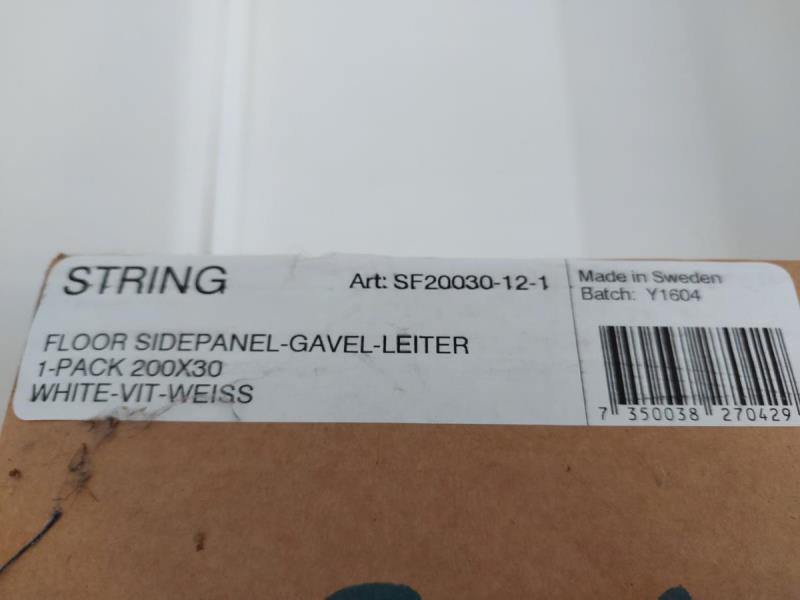 STRING
Art: SF20030-12-1
FLOOR SIDEPANEL-GAVEL-LEITER
1-PACK 200X30
WHITE-VIT-WEISS
Made in Sweden
Batch: Y1604
7 350038 270429